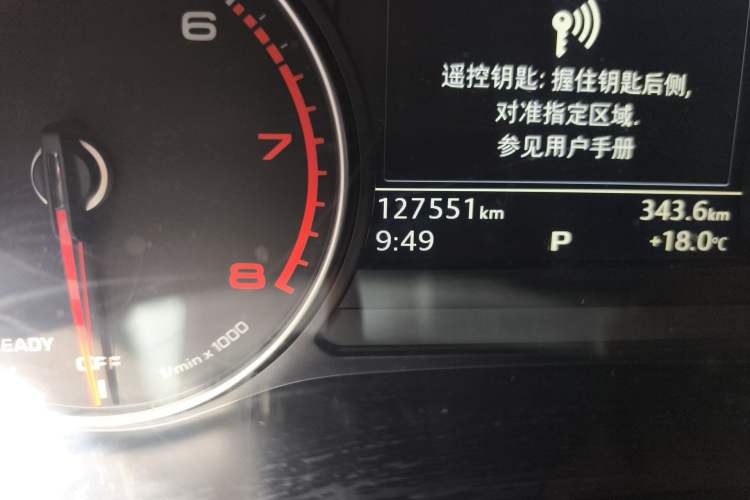 6
7
8
READY
OFF
1/min x 1000
遥控钥匙: 握住钥匙后侧,
对准指定区域.
参见用户手册
127551km 343.6km
9:49 P +18.0°C